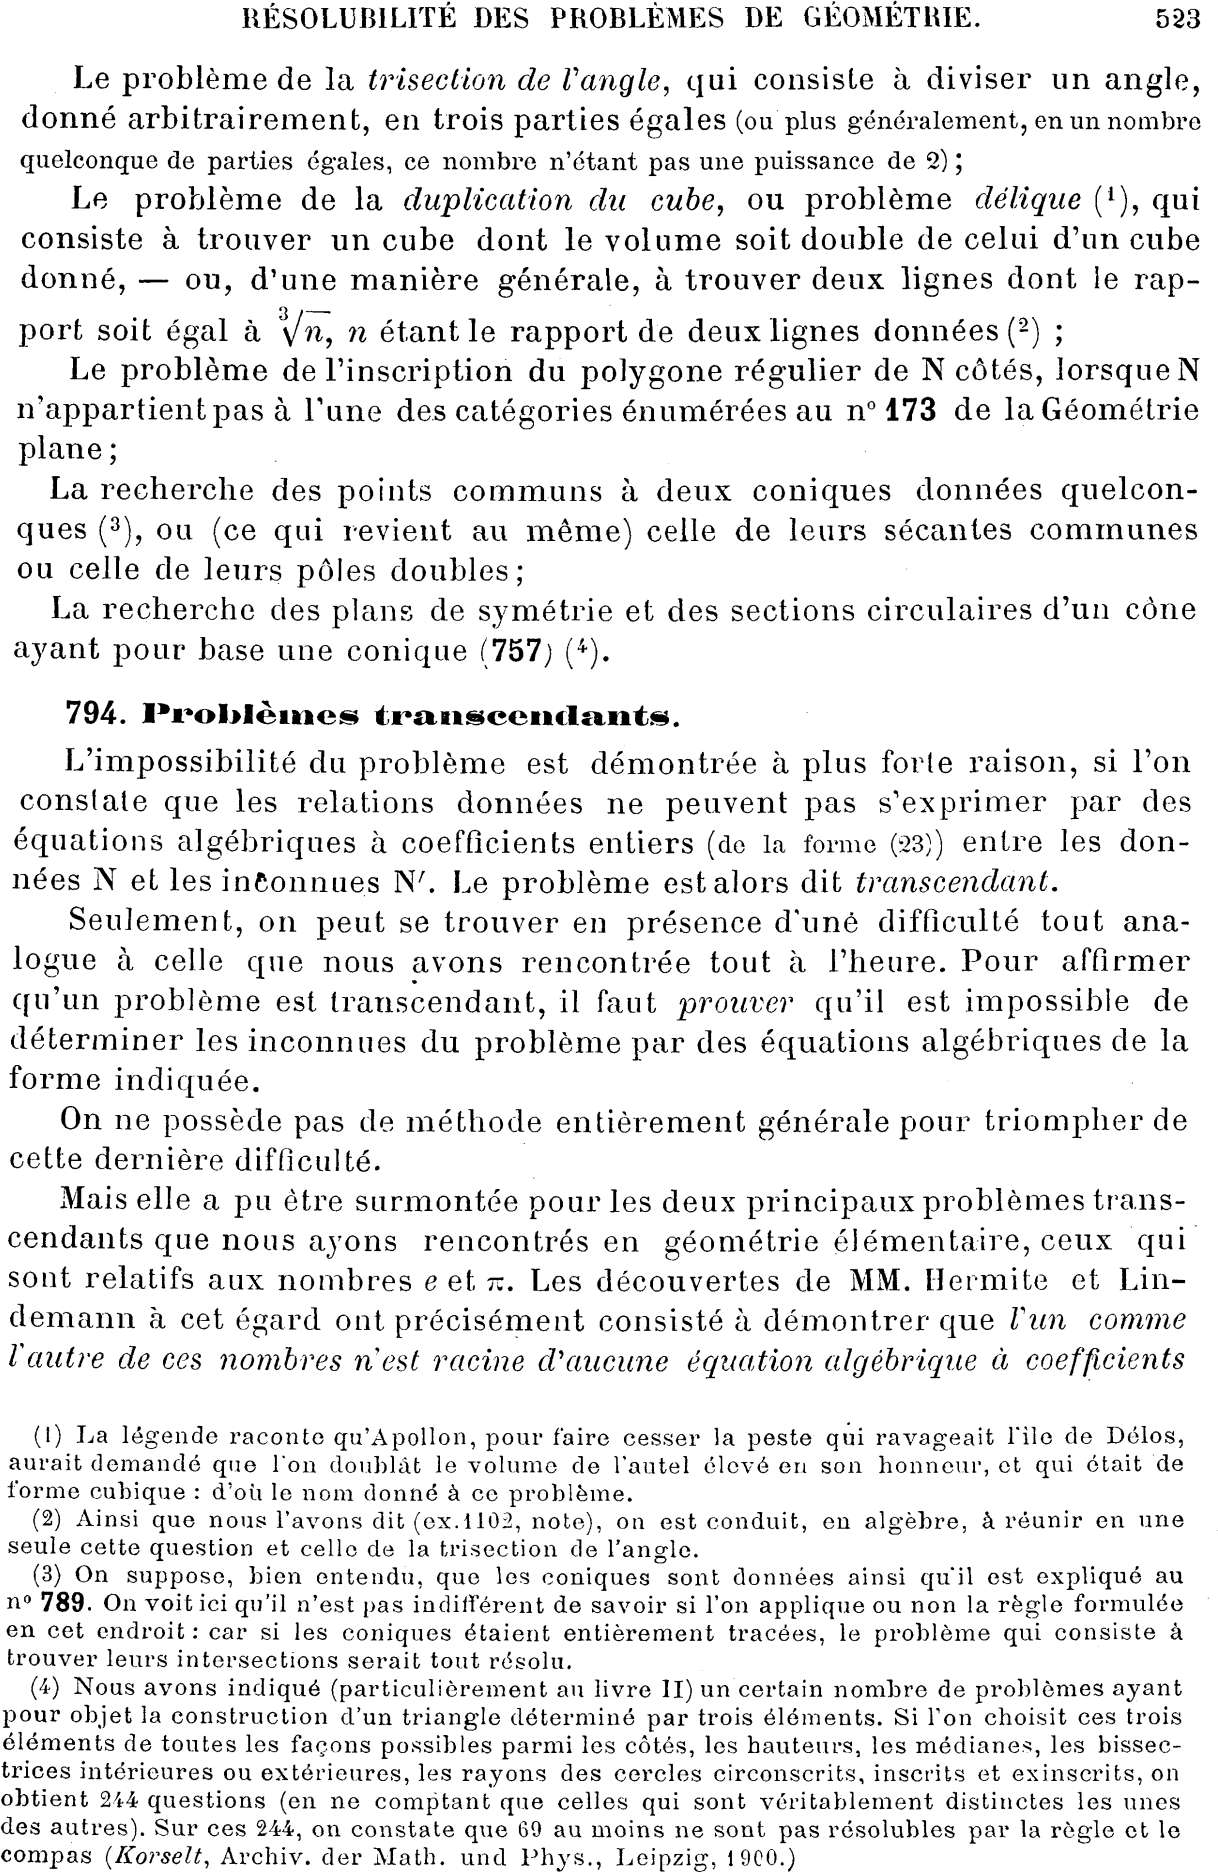 RÉSOLUBILITÉ DES PROBLÈMES DE GÉOMÉTRIE. 523
Le problème de la trisection de l'angle, qui consiste à diviser un angle,
donné arbitrairement, en trois parties égales (ou plus généralement, en un nombre
quelconque de parties égales, ce nombre n'étant pas une puissance de 2);
Le problème de la duplication du cube, ou problème délique (¹), qui
consiste à trouver un cube dont le volume soit double de celui d'un cube
donné, — ou, d'une manière générale, à trouver deux lignes dont le rap-
port soit égal à ∛n, n étant le rapport de deux lignes données (²) ;
Le problème de l'inscription du polygone régulier de N côtés, lorsque N
n'appartient pas à l'une des catégories énumérées au n° 173 de la Géométrie
plane;
La recherche des points communs à deux coniques données quelcon-
ques (³), ou (ce qui revient au même) celle de leurs sécantes communes
ou celle de leurs pôles doubles;
La recherche des plans de symétrie et des sections circulaires d'un cône
ayant pour base une conique (757) (⁴).
794. Problèmes transcendants.
L'impossibilité du problème est démontrée à plus forte raison, si l'on
constate que les relations données ne peuvent pas s'exprimer par des
équations algébriques à coefficients entiers (de la forme (23)) entre les don-
nées N et les inconnues N'. Le problème est alors dit transcendant.
Seulement, on peut se trouver en présence d'une difficulté tout ana-
logue à celle que nous avons rencontrée tout à l'heure. Pour affirmer
qu'un problème est transcendant, il faut prouver qu'il est impossible de
déterminer les inconnues du problème par des équations algébriques de la
forme indiquée.
On ne possède pas de méthode entièrement générale pour triompher de
cette dernière difficulté.
Mais elle a pu être surmontée pour les deux principaux problèmes trans-
cendants que nous ayons rencontrés en géométrie élémentaire, ceux qui
sont relatifs aux nombres e et π. Les découvertes de MM. Hermite et Lin-
demann à cet égard ont précisément consisté à démontrer que l'un comme
l'autre de ces nombres n'est racine d'aucune équation algébrique à coefficients
(1) La légende raconte qu'Apollon, pour faire cesser la peste qui ravageait l'île de Délos,
aurait demandé que l'on doublât le volume de l'autel élevé en son honneur, et qui était de
forme cubique : d'où le nom donné à ce problème.
(2) Ainsi que nous l'avons dit (ex. 1102, note), on est conduit, en algèbre, à réunir en une
seule cette question et celle de la trisection de l'angle.
(3) On suppose, bien entendu, que les coniques sont données ainsi qu'il est expliqué au
n° 789. On voit ici qu'il n'est pas indifférent de savoir si l'on applique ou non la règle formulée
en cet endroit : car si les coniques étaient entièrement tracées, le problème qui consiste à
trouver leurs intersections serait tout résolu.
(4) Nous avons indiqué (particulièrement au livre II) un certain nombre de problèmes ayant
pour objet la construction d'un triangle déterminé par trois éléments. Si l'on choisit ces trois
éléments de toutes les façons possibles parmi les côtés, les hauteurs, les médianes, les bissec-
trices intérieures ou extérieures, les rayons des cercles circonscrits, inscrits et exinscrits, on
obtient 244 questions (en ne comptant que celles qui sont véritablement distinctes les unes
des autres). Sur ces 244, on constate que 69 au moins ne sont pas résolubles par la règle et le
compas (Korselt, Archiv. der Math. und Phys., Leipzig, 1900.)